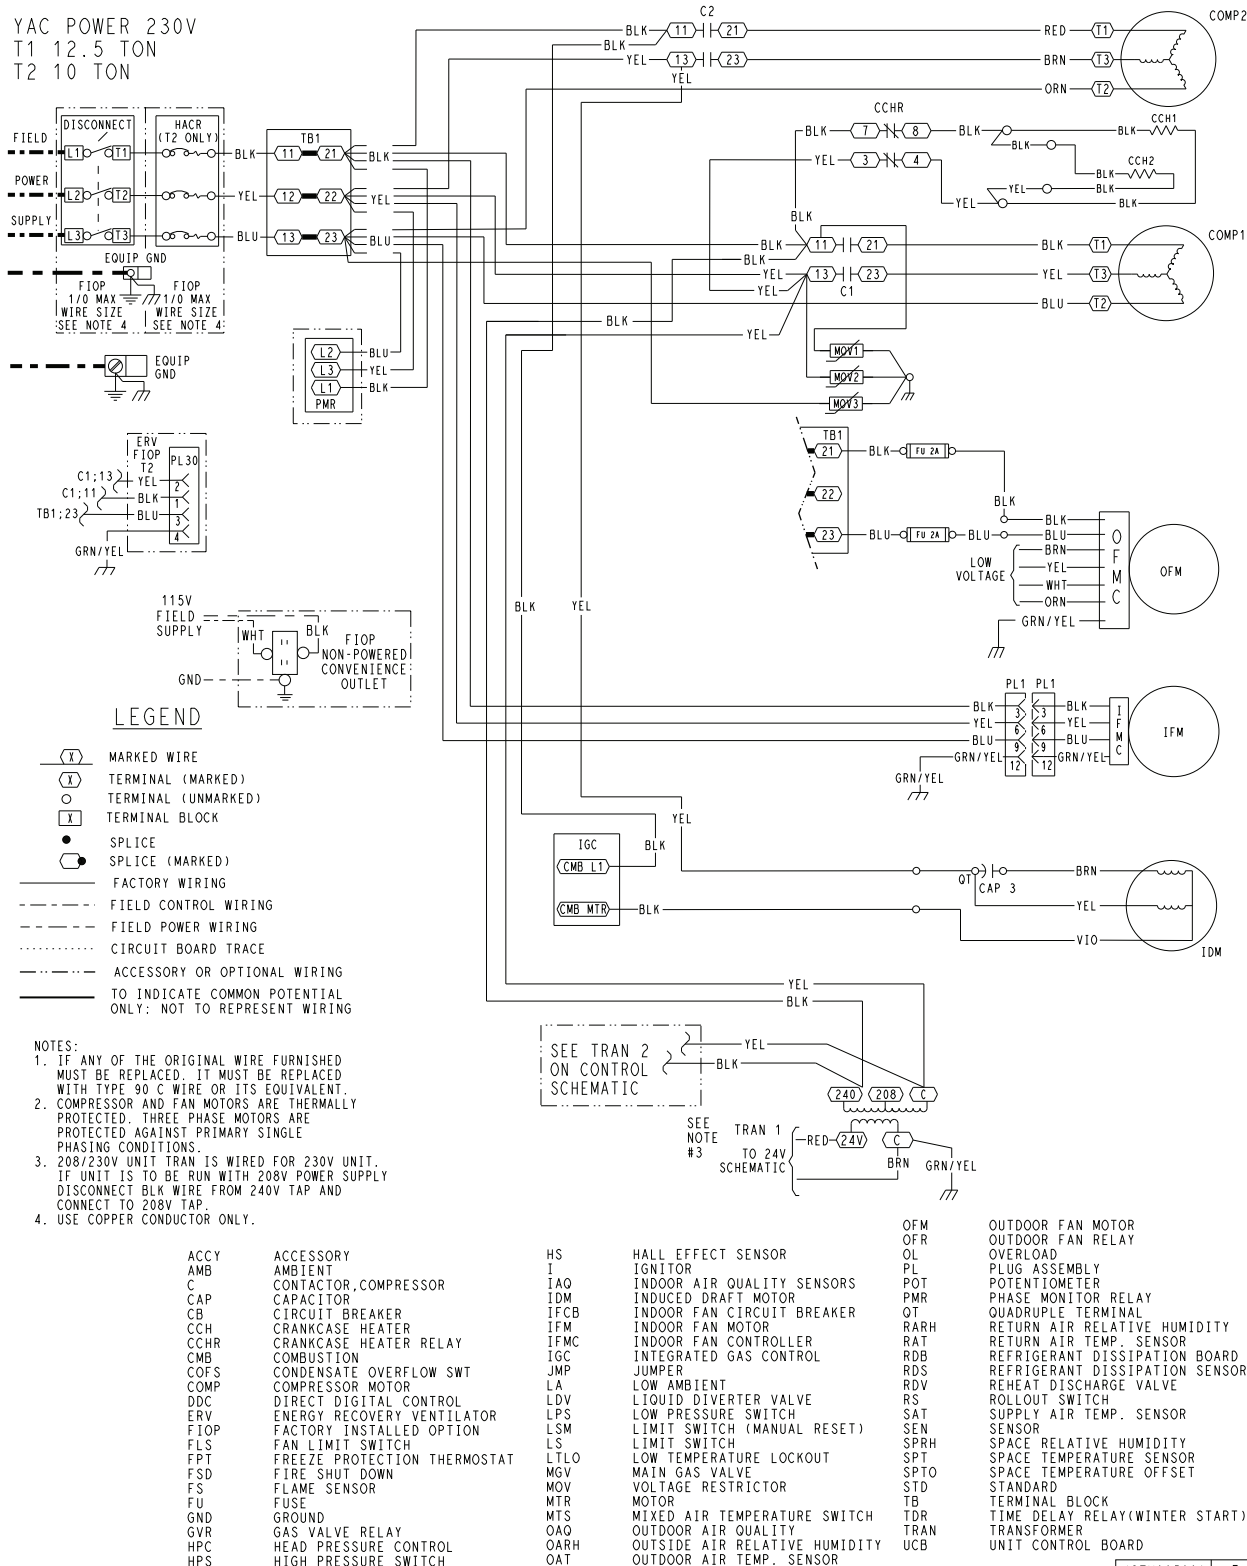 YAC POWER 230V
T1 12.5 TON
T2 10 TON
C2
COMP2
BLK 11 21 RED T1
BLK
YEL 13 23 BRN T3
YEL
ORN T2
FIELD
POWER
SUPPLY
DISCONNECT
HACR
(T2 ONLY)
TB1
L1 T1 BLK 11 21 BLK
L2 T2 YEL 12 22 YEL
L3 T3 BLU 13 23 BLU
EQUIP GND
FIOP
1/0 MAX
WIRE SIZE
SEE NOTE 4
FIOP
1/0 MAX
WIRE SIZE
SEE NOTE 4
EQUIP
GND
CCHR
BLK 7 8 BLK BLK CCH1
BLK
YEL 3 4 CCH2
YEL BLK
YEL BLK
BLK
COMP1
BLK 11 21 BLK T1
BLK
YEL 13 23 YEL T3
YEL C1
BLU T2
BLK
YEL
MOV1
MOV2
MOV3
L2 BLU
L3 YEL
L1 BLK
PMR
TB1
21 BLK FU 2A
22
BLK
23 BLU FU 2A BLU
BLK
BLU
BRN
YEL
WHT
ORN
GRN/YEL
LOW
VOLTAGE
OFMC
OFM
ERV
FIOP
T2
PL30
C1;13 YEL 2
C1;11 BLK 1
TB1;23 BLU 3
4
GRN/YEL
115V
FIELD
SUPPLY
WHT
BLK
GND
FIOP
NON-POWERED
CONVENIENCE
OUTLET
BLK
YEL
PL1 PL1
BLK 3 3 BLK
YEL 6 6 YEL
BLU 9 9 BLU
GRN/YEL 12 12 GRN/YEL
GRN/YEL
IFMC
IFM
LEGEND
X MARKED WIRE
X TERMINAL (MARKED)
TERMINAL (UNMARKED)
X TERMINAL BLOCK
SPLICE
SPLICE (MARKED)
FACTORY WIRING
FIELD CONTROL WIRING
FIELD POWER WIRING
CIRCUIT BOARD TRACE
ACCESSORY OR OPTIONAL WIRING
TO INDICATE COMMON POTENTIAL
ONLY: NOT TO REPRESENT WIRING
YEL
IGC
BLK
CMB L1
CMB MTR BLK
QT CAP 3
BRN
YEL
VIO
IDM
YEL
BLK
SEE TRAN 2
ON CONTROL
SCHEMATIC
YEL
BLK
240 208 C
SEE
NOTE
#3
TRAN 1
TO 24V
SCHEMATIC
RED 24V C
BRN
GRN/YEL
NOTES:
1. IF ANY OF THE ORIGINAL WIRE FURNISHED
MUST BE REPLACED. IT MUST BE REPLACED
WITH TYPE 90 C WIRE OR ITS EQUIVALENT.
2. COMPRESSOR AND FAN MOTORS ARE THERMALLY
PROTECTED. THREE PHASE MOTORS ARE
PROTECTED AGAINST PRIMARY SINGLE
PHASING CONDITIONS.
3. 208/230V UNIT TRAN IS WIRED FOR 230V UNIT.
IF UNIT IS TO BE RUN WITH 208V POWER SUPPLY
DISCONNECT BLK WIRE FROM 240V TAP AND
CONNECT TO 208V TAP.
4. USE COPPER CONDUCTOR ONLY.
ACCY ACCESSORY
AMB AMBIENT
C CONTACTOR,COMPRESSOR
CAP CAPACITOR
CB CIRCUIT BREAKER
CCH CRANKCASE HEATER
CCHR CRANKCASE HEATER RELAY
CMB COMBUSTION
COFS CONDENSATE OVERFLOW SWT
COMP COMPRESSOR MOTOR
DDC DIRECT DIGITAL CONTROL
ERV ENERGY RECOVERY VENTILATOR
FIOP FACTORY INSTALLED OPTION
FLS FAN LIMIT SWITCH
FPT FREEZE PROTECTION THERMOSTAT
FSD FIRE SHUT DOWN
FS FLAME SENSOR
FU FUSE
GND GROUND
GVR GAS VALVE RELAY
HPC HEAD PRESSURE CONTROL
HPS HIGH PRESSURE SWITCH
HS HALL EFFECT SENSOR
I IGNITOR
IAQ INDOOR AIR QUALITY SENSORS
IDM INDUCED DRAFT MOTOR
IFCB INDOOR FAN CIRCUIT BREAKER
IFM INDOOR FAN MOTOR
IFMC INDOOR FAN CONTROLLER
IGC INTEGRATED GAS CONTROL
JMP JUMPER
LA LOW AMBIENT
LDV LIQUID DIVERTER VALVE
LPS LOW PRESSURE SWITCH
LSM LIMIT SWITCH (MANUAL RESET)
LS LIMIT SWITCH
LTLO LOW TEMPERATURE LOCKOUT
MGV MAIN GAS VALVE
MOV VOLTAGE RESTRICTOR
MTR MOTOR
MTS MIXED AIR TEMPERATURE SWITCH
OAQ OUTDOOR AIR QUALITY
OARH OUTSIDE AIR RELATIVE HUMIDITY
OAT OUTDOOR AIR TEMP. SENSOR
OFM OUTDOOR FAN MOTOR
OFR OUTDOOR FAN RELAY
OL OVERLOAD
PL PLUG ASSEMBLY
POT POTENTIOMETER
PMR PHASE MONITOR RELAY
QT QUADRUPLE TERMINAL
RARH RETURN AIR RELATIVE HUMIDITY
RAT RETURN AIR TEMP. SENSOR
RDB REFRIGERANT DISSIPATION BOARD
RDS REFRIGERANT DISSIPATION SENSOR
RDV REHEAT DISCHARGE VALVE
RS ROLLOUT SWITCH
SAT SUPPLY AIR TEMP. SENSOR
SEN SENSOR
SPRH SPACE RELATIVE HUMIDITY
SPT SPACE TEMPERATURE SENSOR
SPTO SPACE TEMPERATURE OFFSET
STD STANDARD
TB TERMINAL BLOCK
TDR TIME DELAY RELAY(WINTER START)
TRAN TRANSFORMER
UCB UNIT CONTROL BOARD